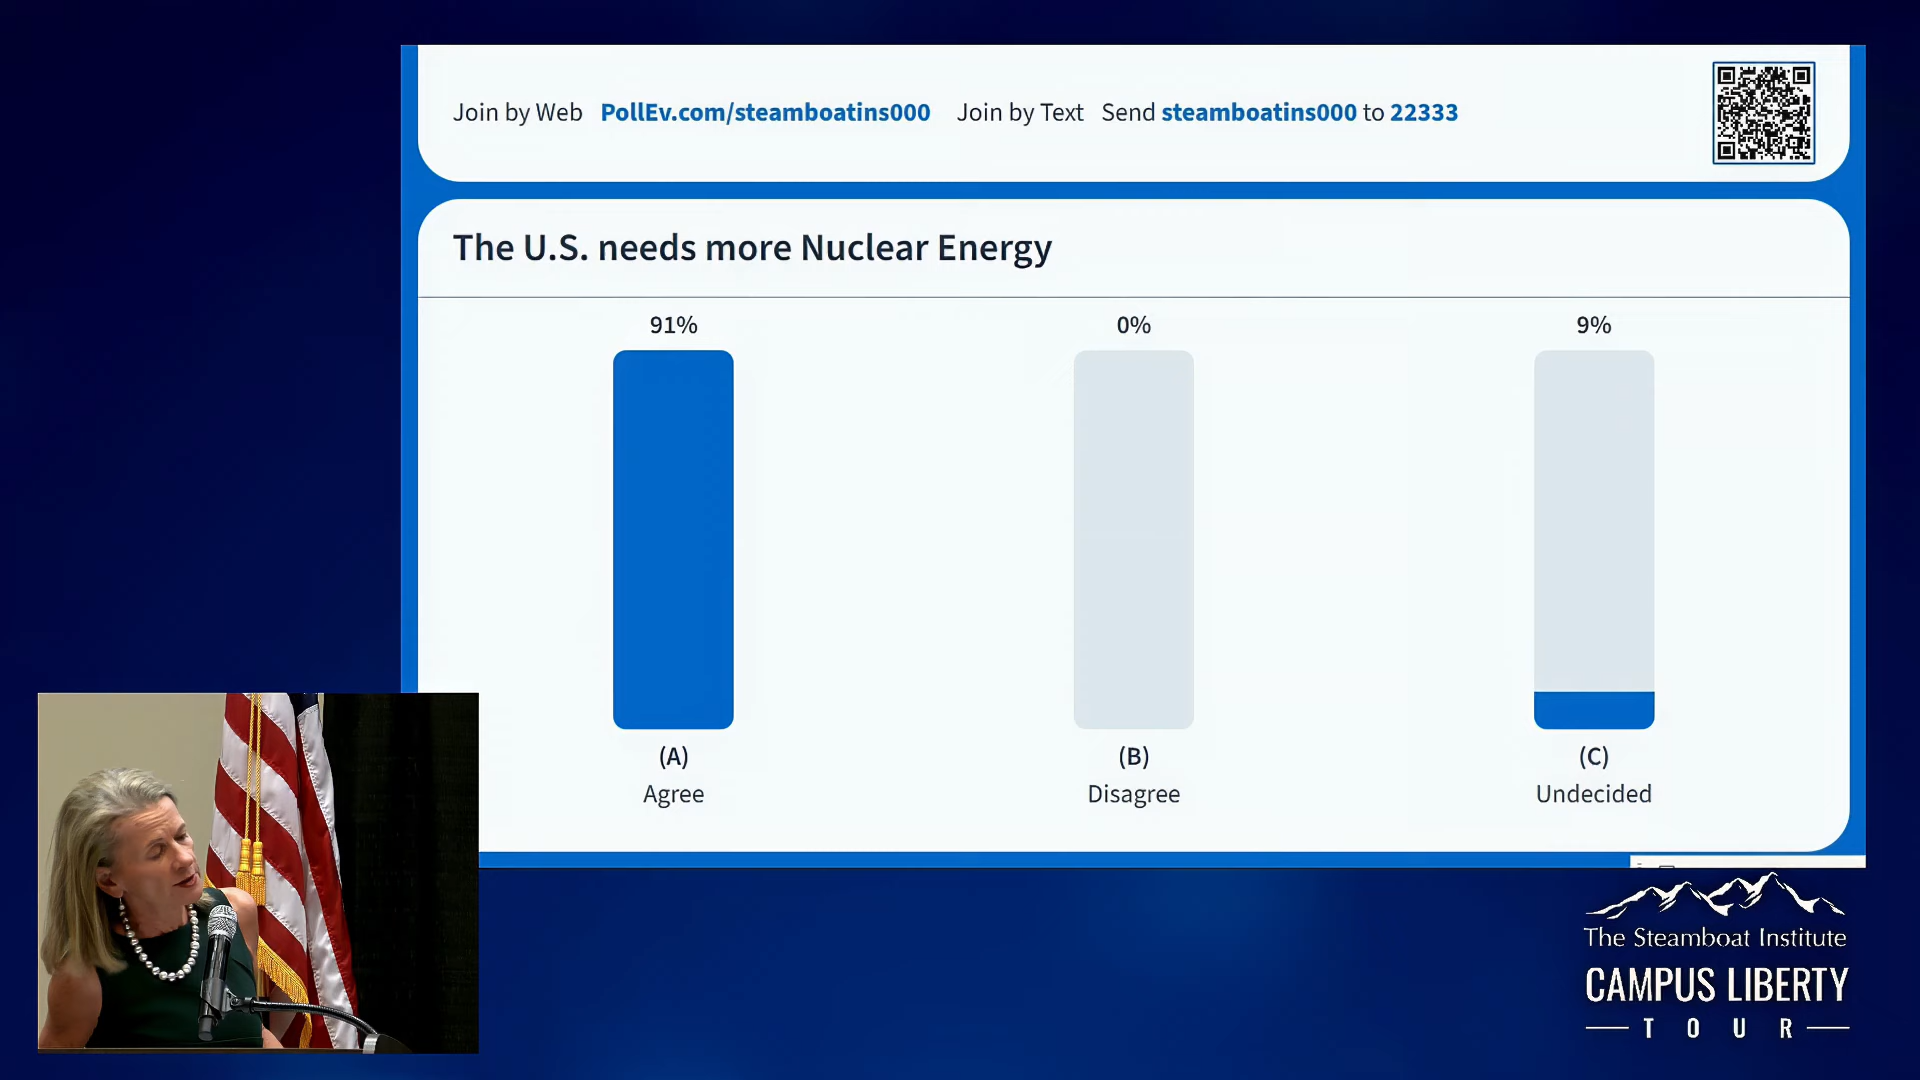 Join by Web PollEv.com/steamboatins000 Join by Text Send steamboatins000 to 22333
The U.S. needs more Nuclear Energy
91% 0% 9%
(A) (B) (C)
Agree Disagree Undecided
The Steamboat Institute
CAMPUS LIBERTY
TOUR